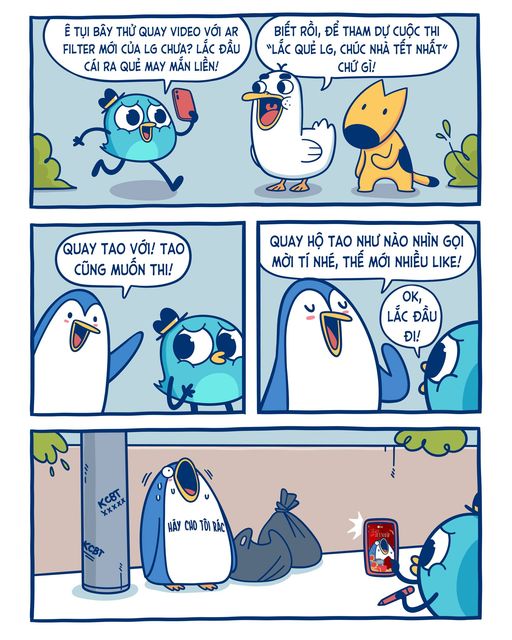 Ê TỤI BÂY THỬ QUAY VIDEO VỚI AR
FILTER MỚI CỦA LG CHƯA? LẮC ĐẦU
CÁI RA QUẺ MAY MẮN LIỀN!
BIẾT RỒI, ĐỂ THAM DỰ CUỘC THI
"LẮC QUẺ LG, CHÚC NHÀ TẾT NHẤT"
CHỨ GÌ!
QUAY TAO VỚI! TAO
CŨNG MUỐN THI!
QUAY HỘ TAO NHƯ NÀO NHÌN GỌI
MỜI TÍ NHÉ, THẾ MỚI NHIỀU LIKE!
OK,
LẮC ĐẦU
ĐI!
KCBT
XXXXX
KCBT
HÃY CHO TÔI RÁC